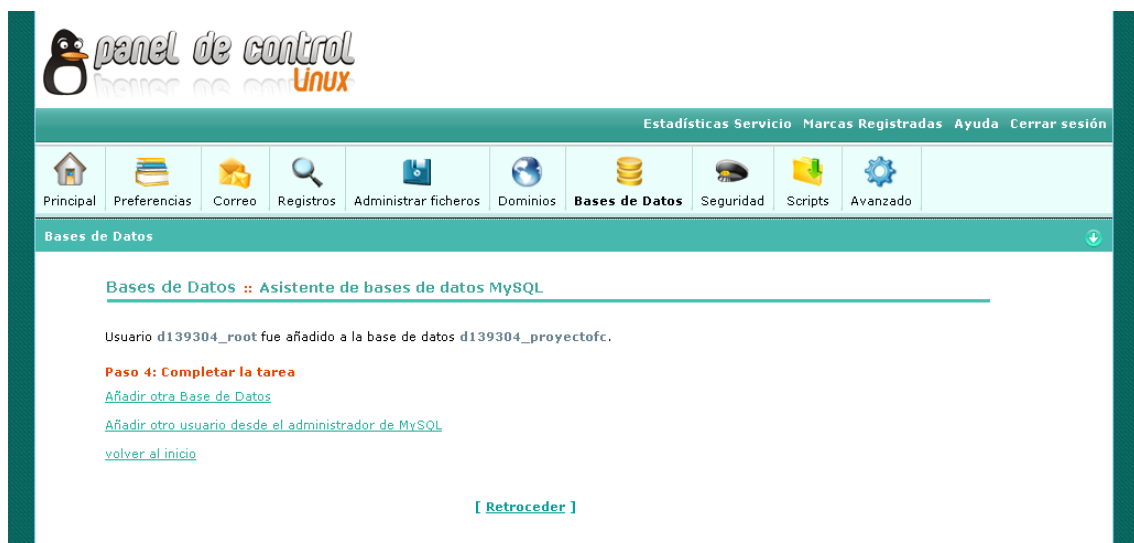 panel de control
Linux
Estadísticas Servicio Marcas Registradas Ayuda Cerrar sesión
Principal Preferencias Correo Registros Administrar ficheros Dominios Bases de Datos Seguridad Scripts Avanzado
Bases de Datos
Bases de Datos :: Asistente de bases de datos MySQL
Usuario d139304_root fue añadido a la base de datos d139304_proyectofc.
Paso 4: Completar la tarea
Añadir otra Base de Datos
Añadir otro usuario desde el administrador de MySQL
volver al inicio
[ Retroceder ]